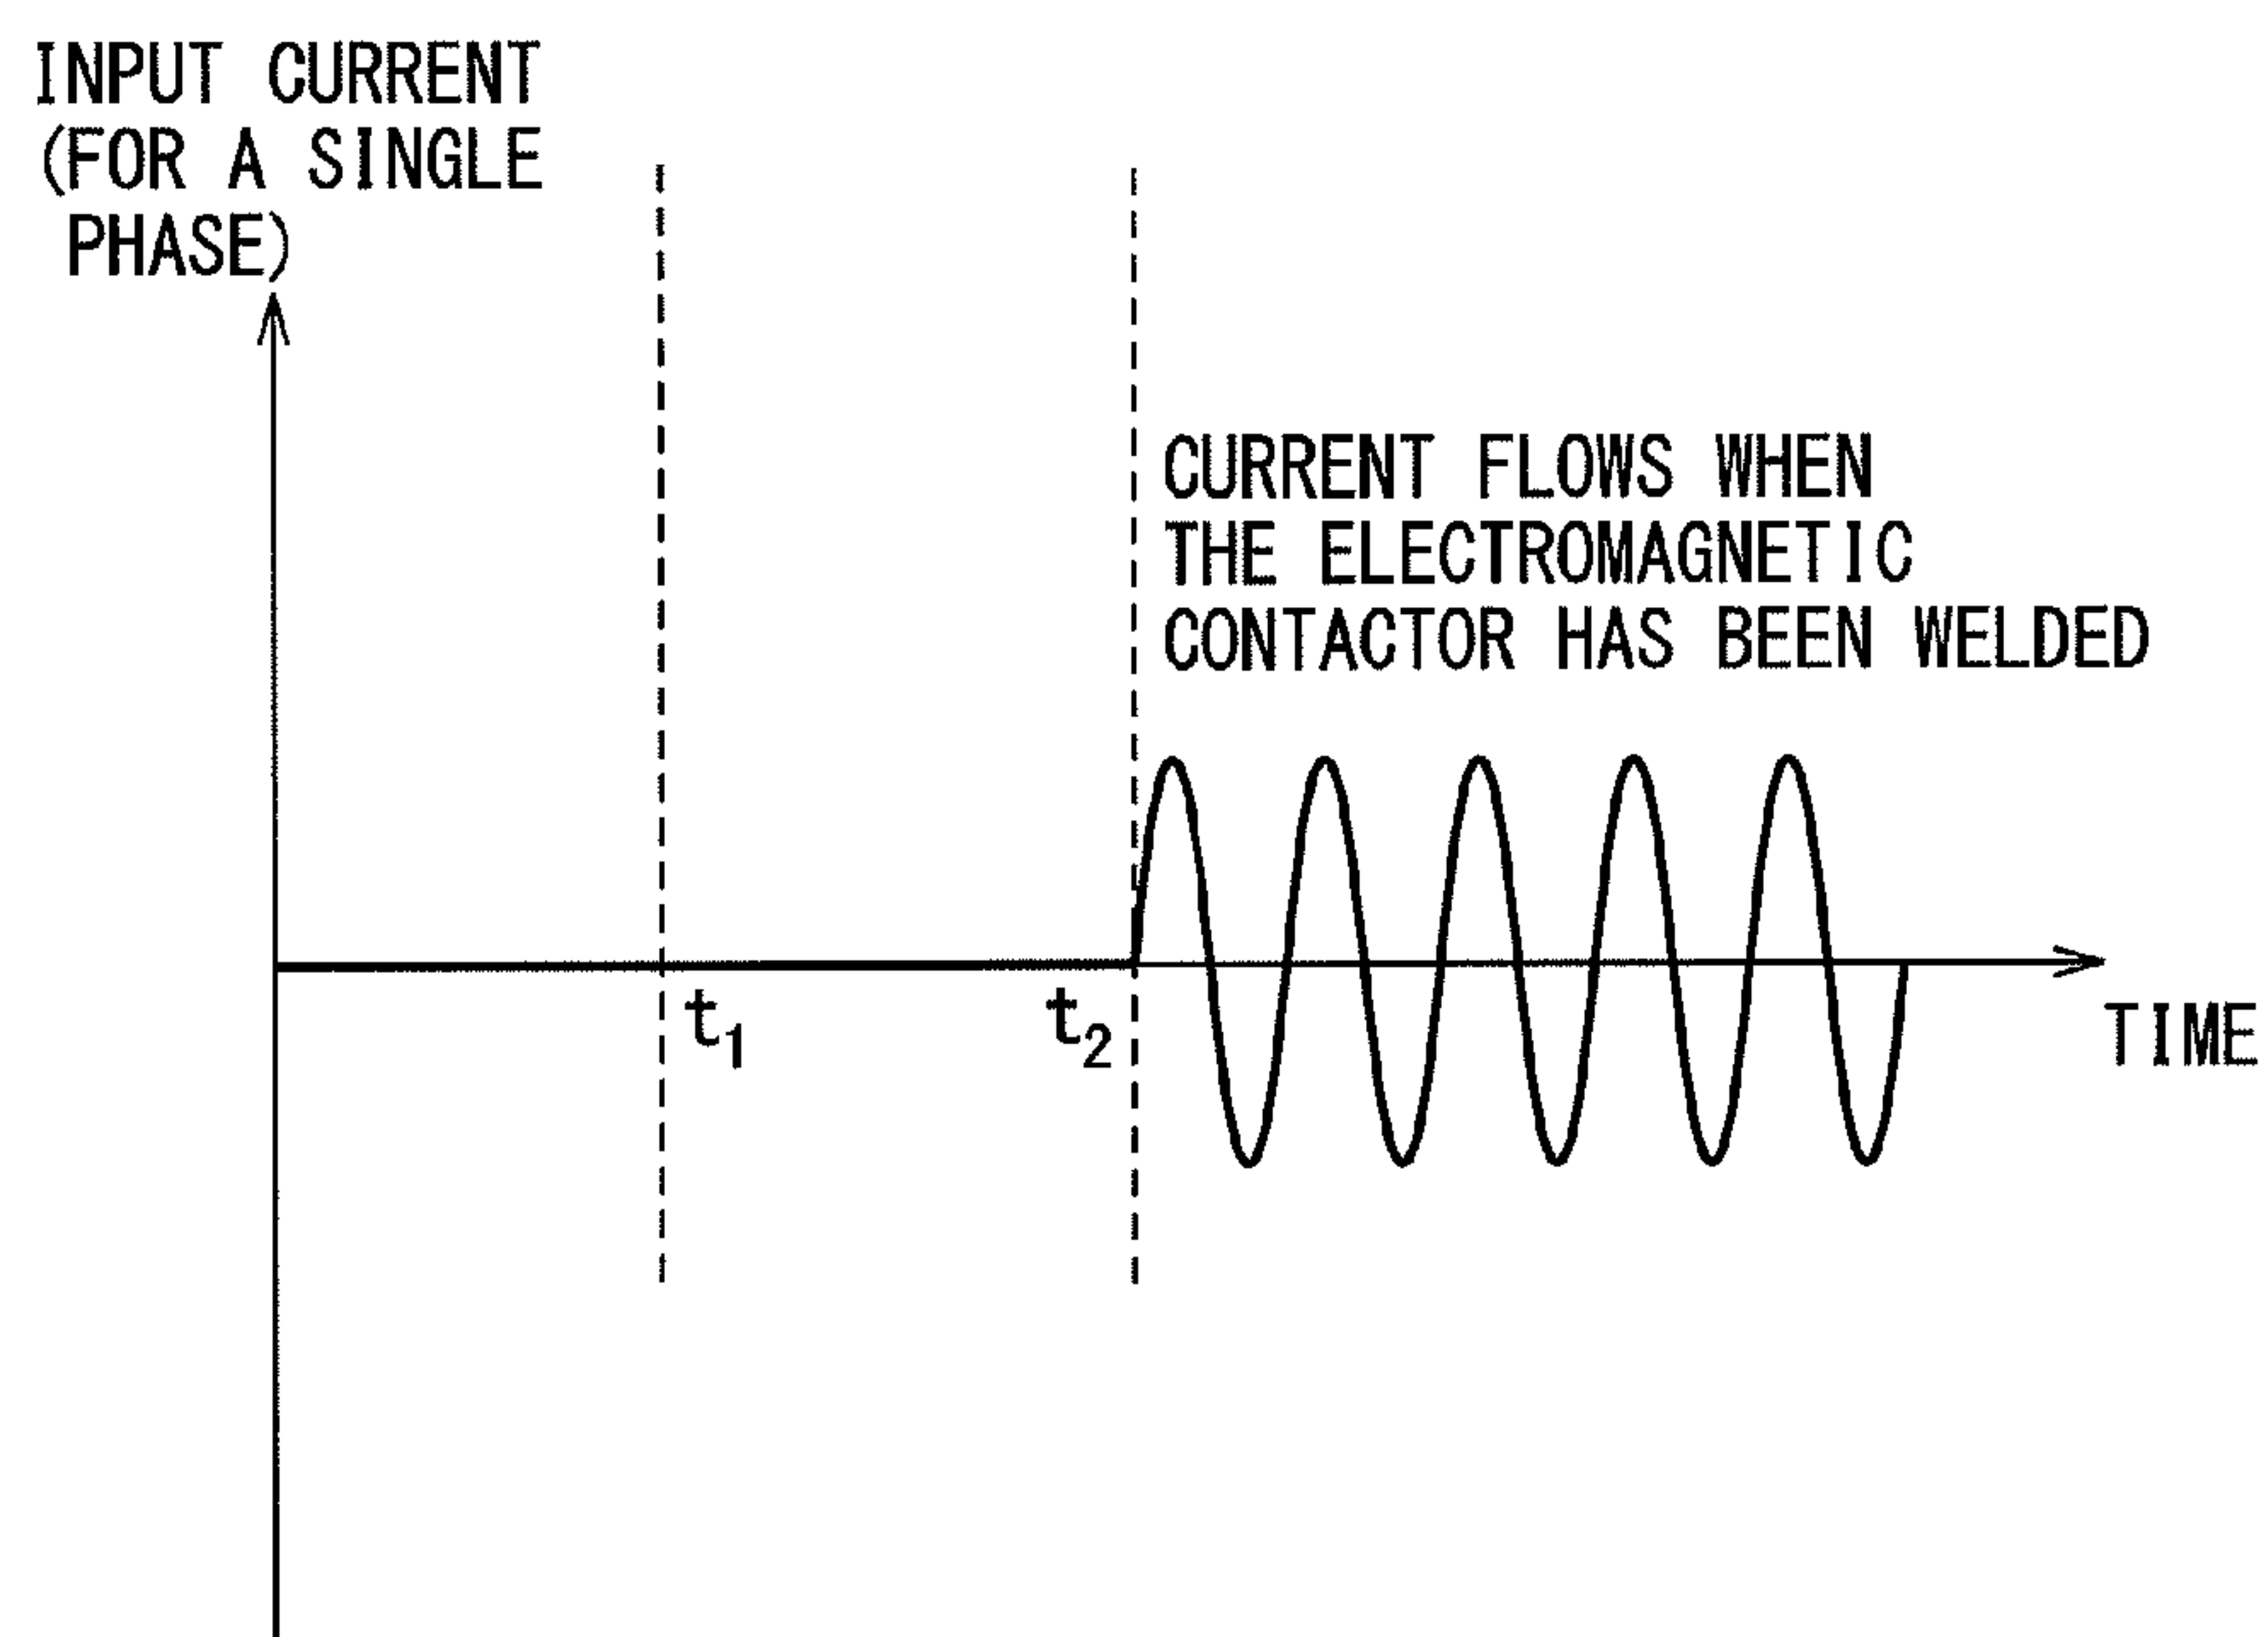 INPUT CURRENT
(FOR A SINGLE
PHASE)
CURRENT FLOWS WHEN
THE ELECTROMAGNETIC
CONTACTOR HAS BEEN WELDED
t₁
t₂
TIME